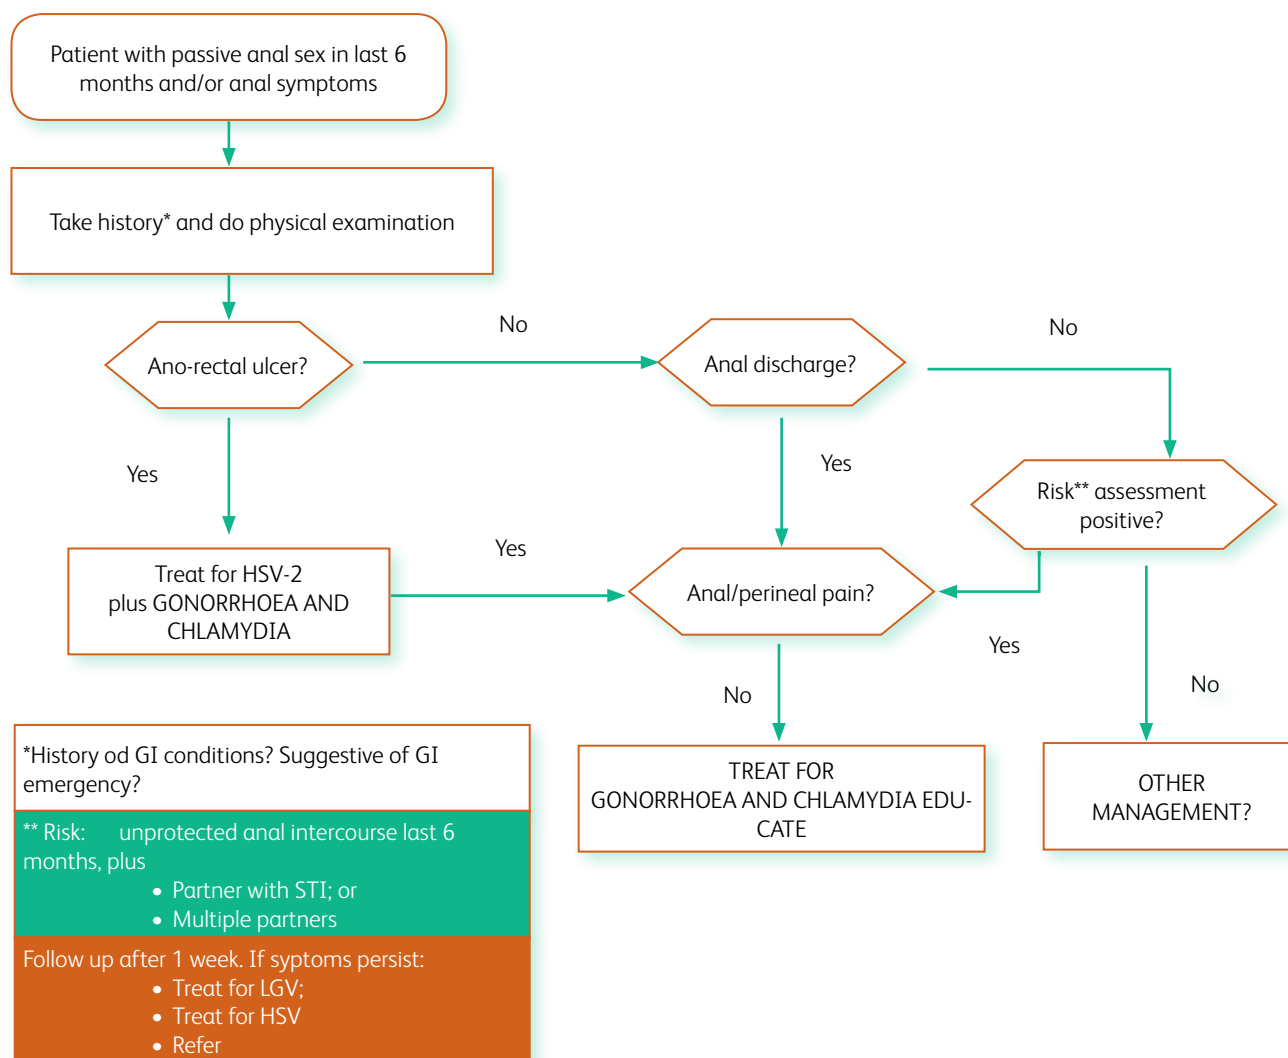 Patient with passive anal sex in last 6
months and/or anal symptoms
Take history* and do physical examination
Ano-rectal ulcer?
No
Anal discharge?
No
Yes
Yes
Risk** assessment
positive?
Treat for HSV-2
plus GONORRHOEA AND
CHLAMYDIA
Yes
Anal/perineal pain?
Yes
No
No
TREAT FOR
GONORRHOEA AND CHLAMYDIA EDU-
CATE
OTHER
MANAGEMENT?
*History od GI conditions? Suggestive of GI
emergency?
** Risk: unprotected anal intercourse last 6
months, plus
• Partner with STI; or
• Multiple partners
Follow up after 1 week. If syptoms persist:
• Treat for LGV;
• Treat for HSV
• Refer